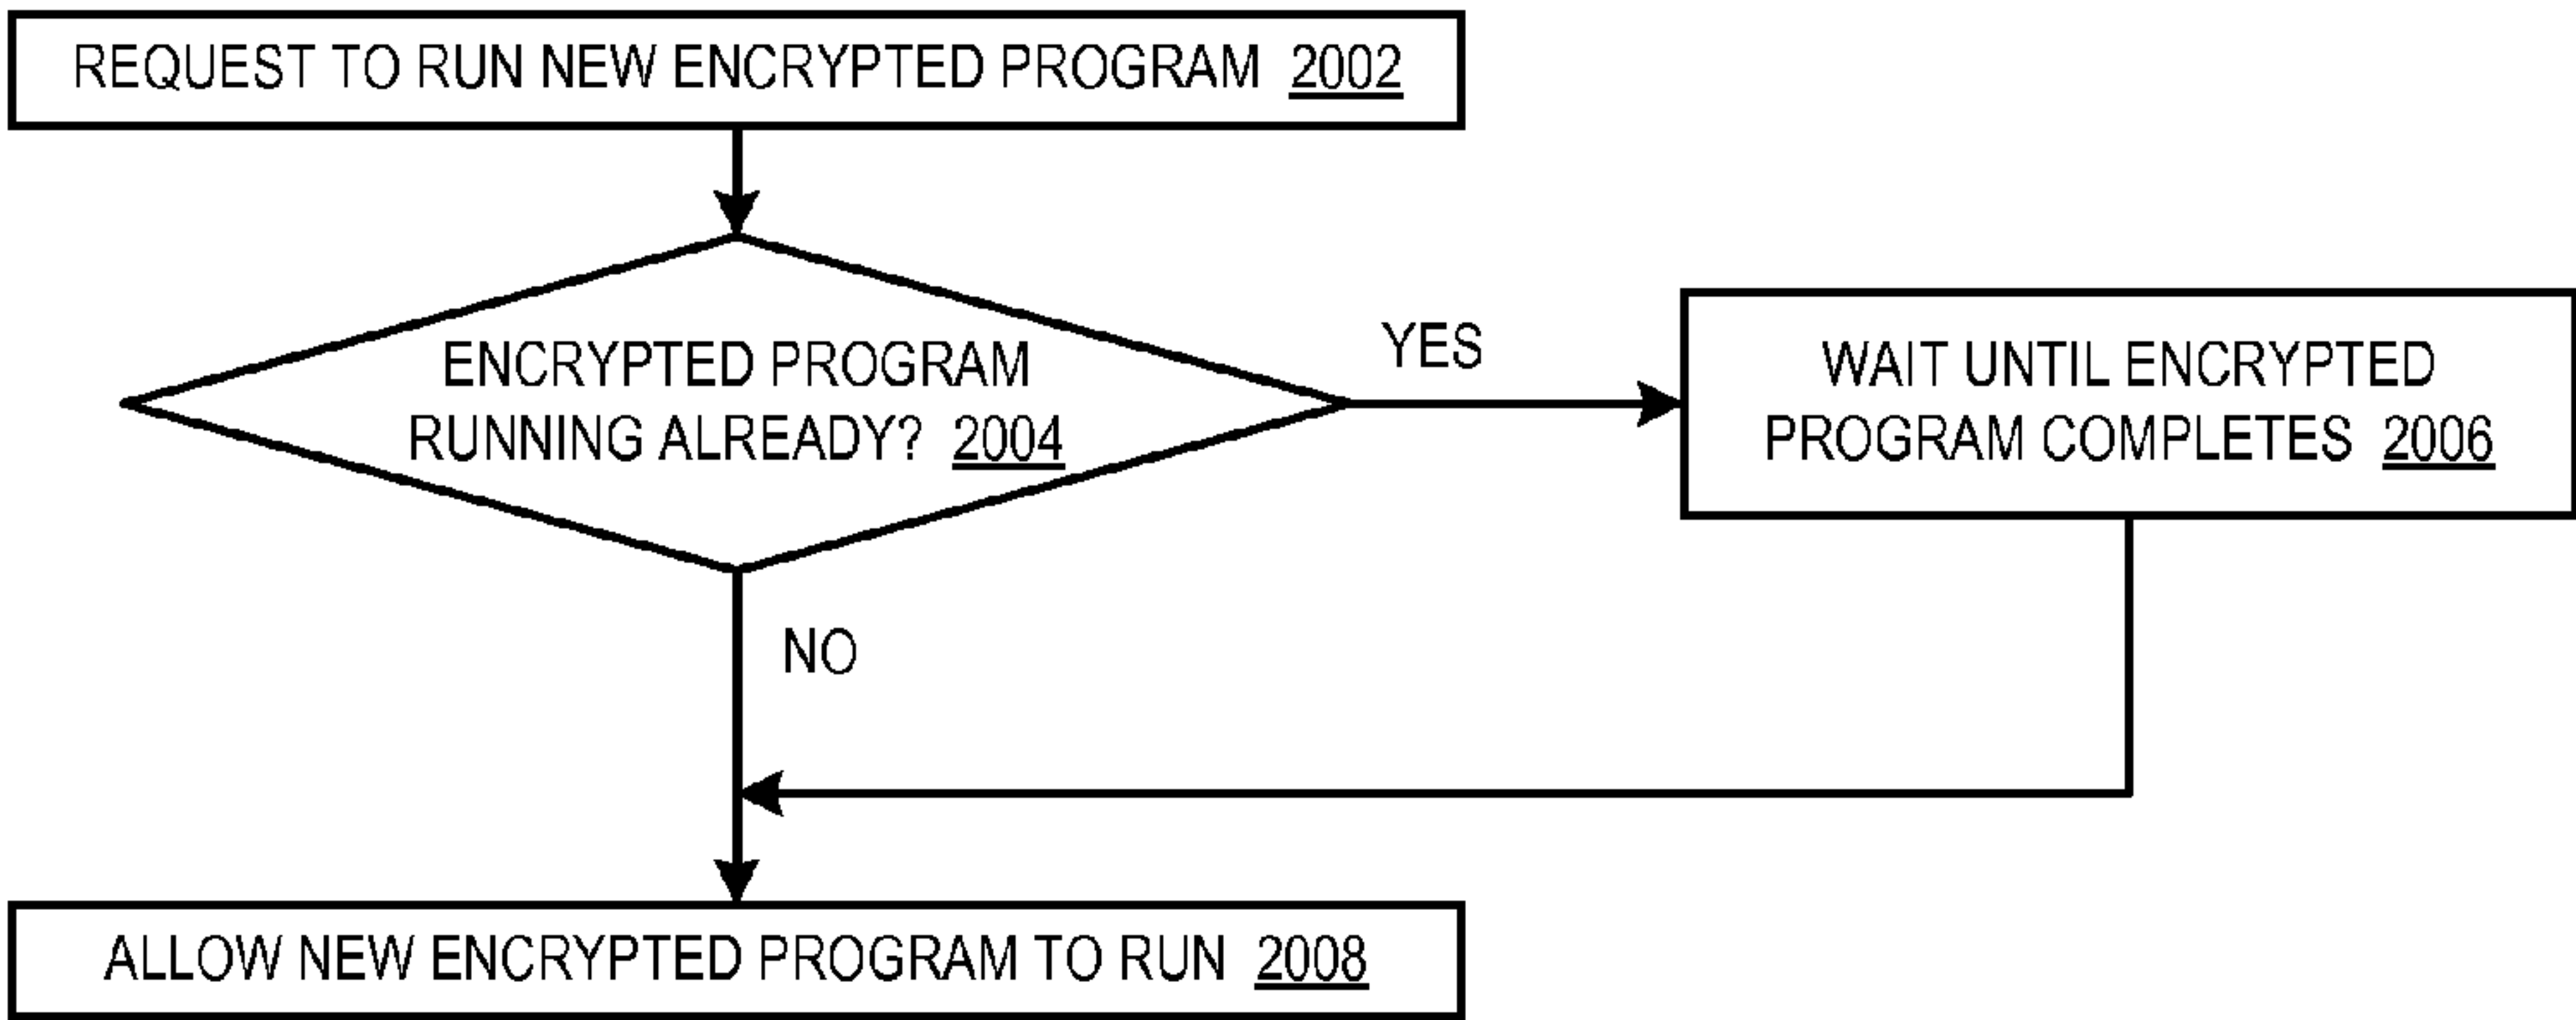 REQUEST TO RUN NEW ENCRYPTED PROGRAM 2002
ENCRYPTED PROGRAM
RUNNING ALREADY? 2004
YES
WAIT UNTIL ENCRYPTED
PROGRAM COMPLETES 2006
NO
ALLOW NEW ENCRYPTED PROGRAM TO RUN 2008